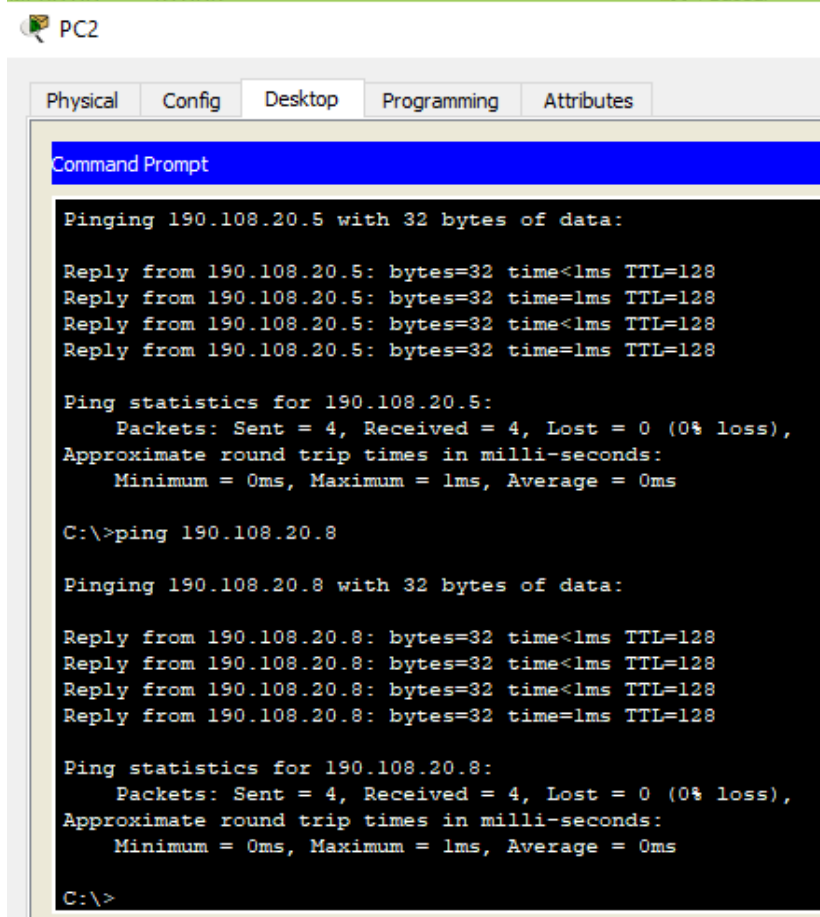 PC2
Physical Config Desktop Programming Attributes
Command Prompt
Pinging 190.108.20.5 with 32 bytes of data:
Reply from 190.108.20.5: bytes=32 time<1ms TTL=128
Reply from 190.108.20.5: bytes=32 time=1ms TTL=128
Reply from 190.108.20.5: bytes=32 time<1ms TTL=128
Reply from 190.108.20.5: bytes=32 time=1ms TTL=128
Ping statistics for 190.108.20.5:
Packets: Sent = 4, Received = 4, Lost = 0 (0% loss),
Approximate round trip times in milli-seconds:
Minimum = 0ms, Maximum = 1ms, Average = 0ms
C:\>ping 190.108.20.8
Pinging 190.108.20.8 with 32 bytes of data:
Reply from 190.108.20.8: bytes=32 time<1ms TTL=128
Reply from 190.108.20.8: bytes=32 time<1ms TTL=128
Reply from 190.108.20.8: bytes=32 time<1ms TTL=128
Reply from 190.108.20.8: bytes=32 time=1ms TTL=128
Ping statistics for 190.108.20.8:
Packets: Sent = 4, Received = 4, Lost = 0 (0% loss),
Approximate round trip times in milli-seconds:
Minimum = 0ms, Maximum = 1ms, Average = 0ms
C:\>